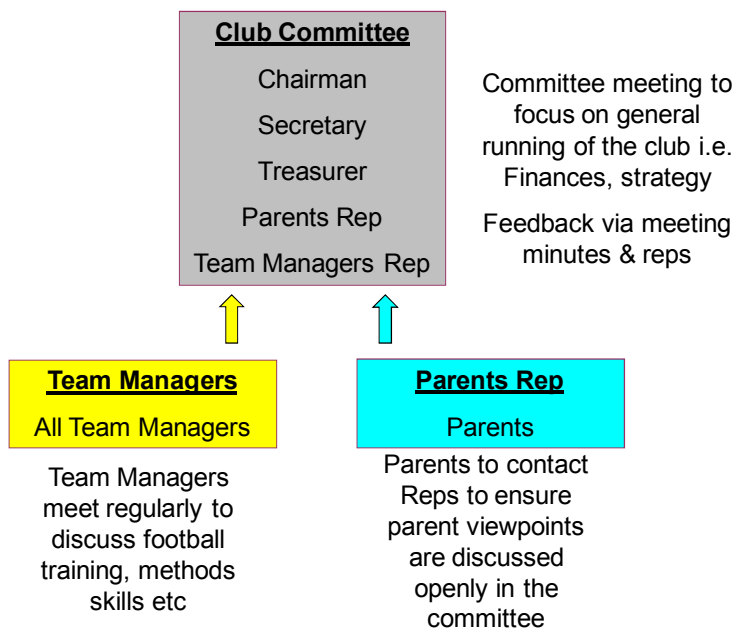 Club Committee
Chairman
Secretary
Treasurer
Parents Rep
Team Managers Rep
Committee meeting to
focus on general
running of the club i.e.
Finances, strategy
Feedback via meeting
minutes & reps
Team Managers
All Team Managers
Team Managers
meet regularly to
discuss football
training, methods
skills etc
Parents Rep
Parents
Parents to contact
Reps to ensure
parent viewpoints
are discussed
openly in the
committee